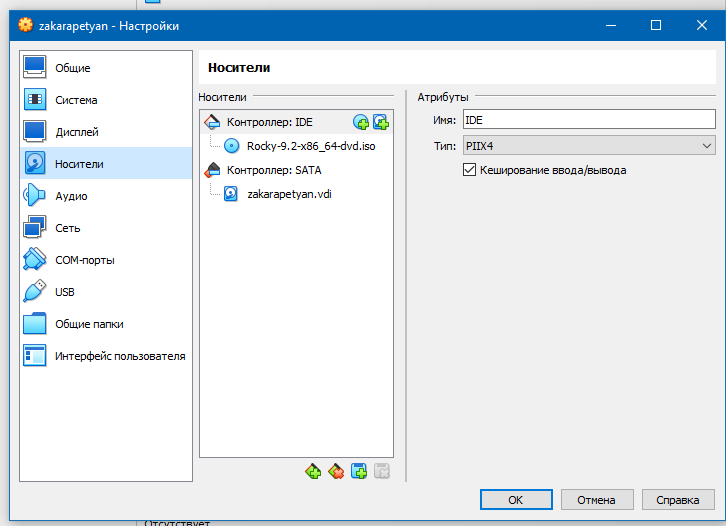 zakarapetyan - Настройки
Общие
Система
Дисплей
Носители
Аудио
Сеть
COM-порты
USB
Общие папки
Интерфейс пользователя
Носители
Носители
Контроллер: IDE
Rocky-9.2-x86_64-dvd.iso
Контроллер: SATA
zakarapetyan.vdi
Атрибуты
Имя: IDE
Тип: PIIX4
Кеширование ввода/вывода
OK
Отмена
Справка
Отсутствует